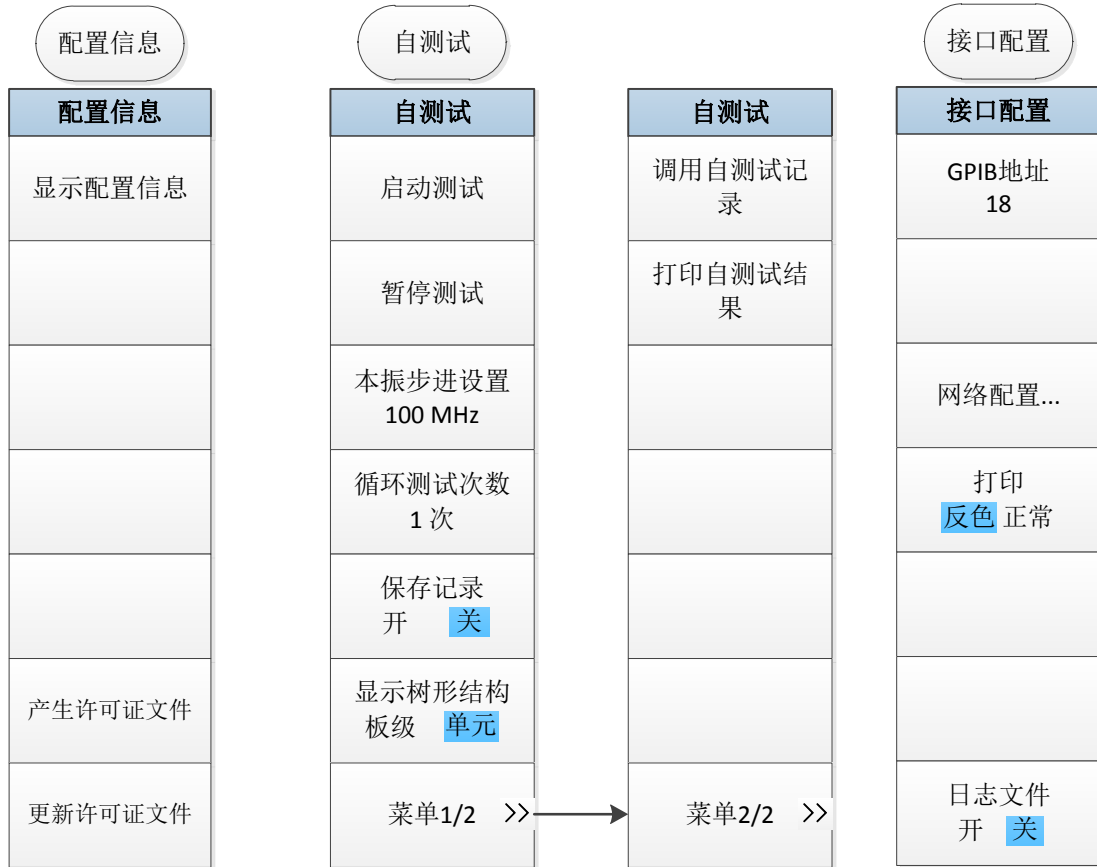 配置信息
配置信息
显示配置信息
产生许可证文件
更新许可证文件
自测试
自测试
启动测试
暂停测试
本振步进设置
100 MHz
循环测试次数
1 次
保存记录
开 关
显示树形结构
板级 单元
菜单1/2 >>
自测试
调用自测试记
录
打印自测试结
果
菜单2/2 >>
接口配置
接口配置
GPIB地址
18
网络配置...
打印
反色 正常
日志文件
开 关